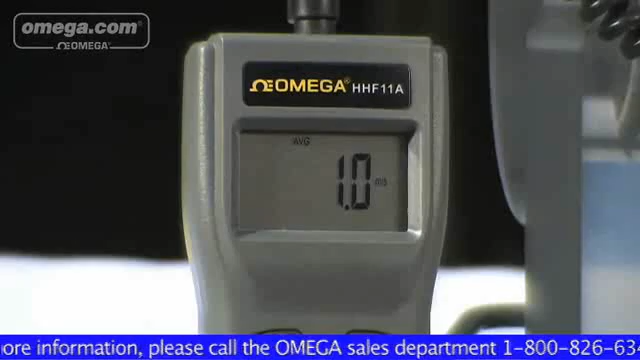 omega.com®
ΩOMEGA®
ΩOMEGA® HHF11A
AVG
1.0 m/s
ore information, please call the OMEGA sales department 1-800-826-63